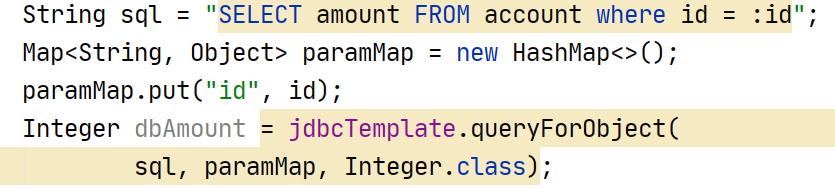 String sql = "SELECT amount FROM account where id = :id";
Map<String, Object> paramMap = new HashMap<>();
paramMap.put("id", id);
Integer dbAmount = jdbcTemplate.queryForObject(
sql, paramMap, Integer.class);